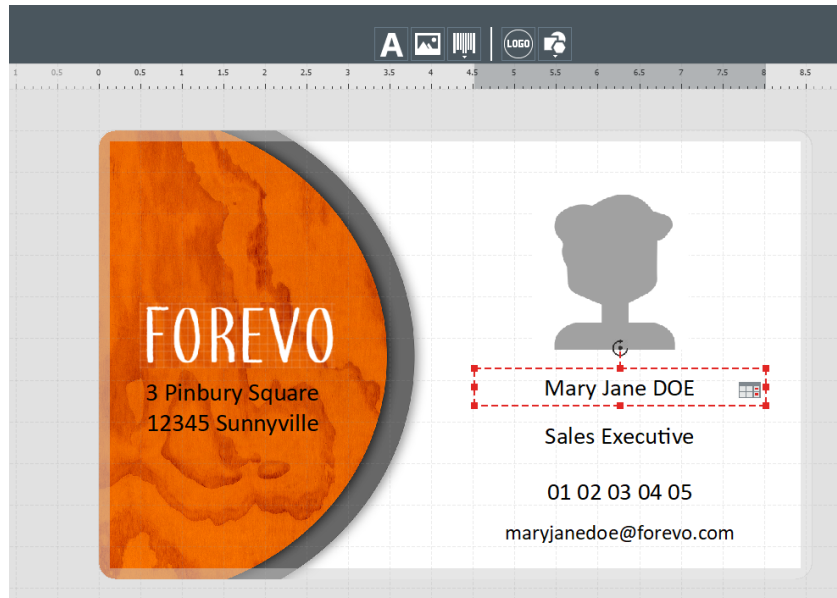 A
LOGO
1 0.5 0 0.5 1 1.5 2 2.5 3 3.5 4 4.5 5 5.5 6 6.5 7 7.5 8 8.5
FOREVO
3 Pinbury Square
12345 Sunnyville
Mary Jane DOE
Sales Executive
01 02 03 04 05
maryjanedoe@forevo.com